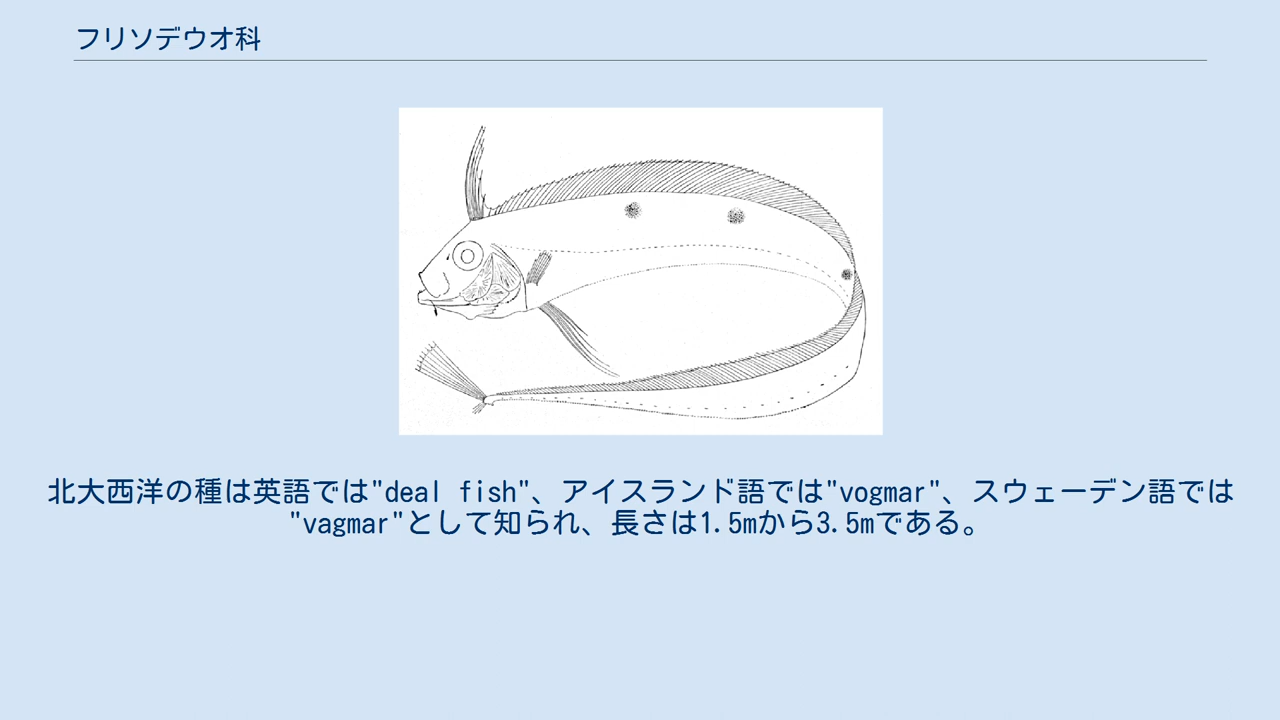 フリソデウオ科
北大西洋の種は英語では"deal fish"、アイスランド語では"vogmar"、スウェーデン語では
"vagmar"として知られ、長さは1.5mから3.5mである。